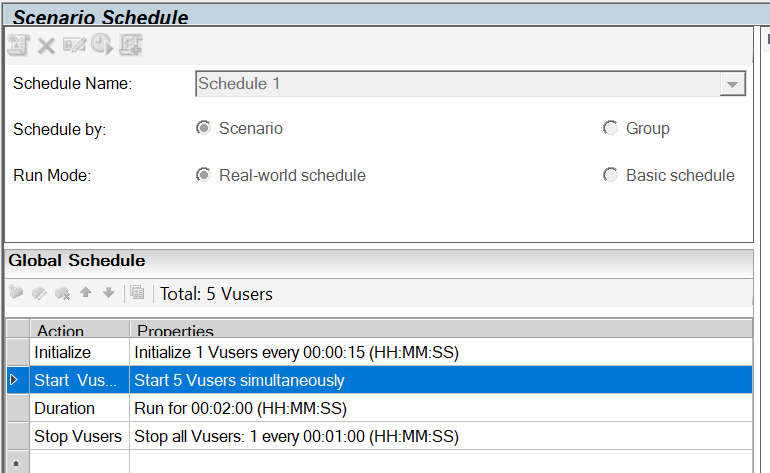 Scenario Schedule
Schedule Name: Schedule 1
Schedule by: Scenario Group
Run Mode: Real-world schedule Basic schedule
Global Schedule
Total: 5 Vusers
Action Properties
Initialize Initialize 1 Vusers every 00:00:15 (HH:MM:SS)
Start Vus... Start 5 Vusers simultaneously
Duration Run for 00:02:00 (HH:MM:SS)
Stop Vusers Stop all Vusers: 1 every 00:01:00 (HH:MM:SS)
*